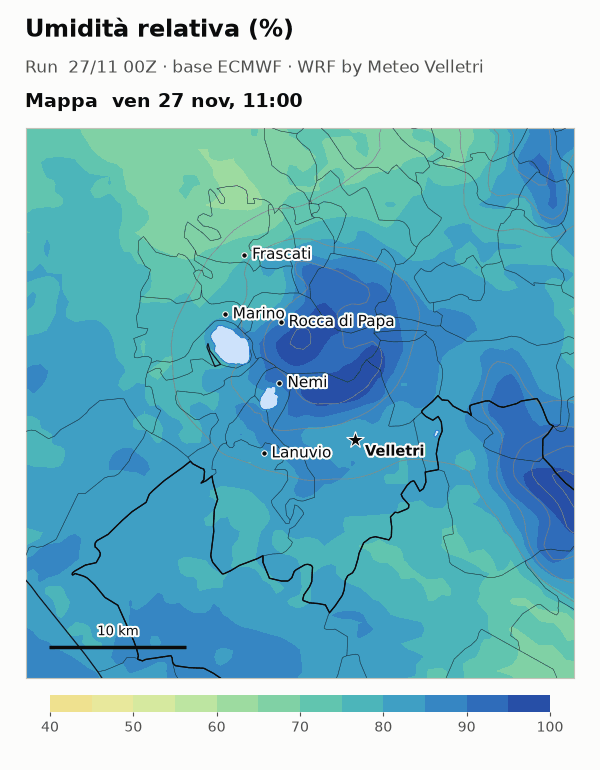 Umidità relativa (%)
Run  27/11 00Z · base ECMWF · WRF by Meteo Velletri
Mappa  ven 27 nov, 11:00
Frascati
Marino
Rocca di Papa
Nemi
Velletri
Lanuvio
10 km
40 50 60 70 80 90 100